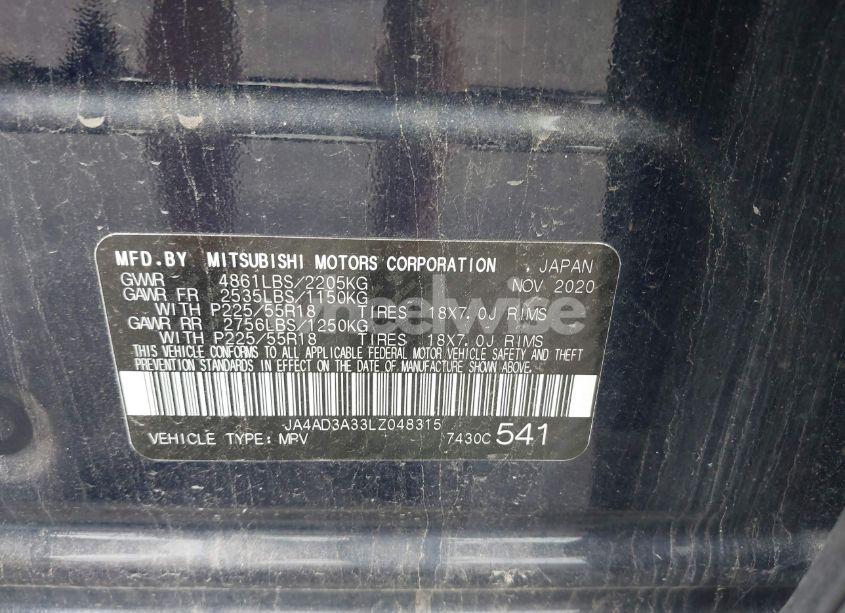 MFD.BY MITSUBISHI MOTORS CORPORATION JAPAN
GVWR 4861LBS/2205KG NOV 2020
GAWR FR 2535LBS/1150KG
WITH P225/55R18 TIRES 18X7.0J RIMS
GAWR RR 2756LBS/1250KG
WITH P225/55R18 TIRES 18X7.0J RIMS
THIS VEHICLE CONFORMS TO ALL APPLICABLE FEDERAL MOTOR VEHICLE SAFETY AND THEFT
PREVENTION STANDARDS IN EFFECT ON THE DATE OF MANUFACTURE SHOWN ABOVE.
JA4AD3A33LZ048315
VEHICLE TYPE: MPV 7430C 541